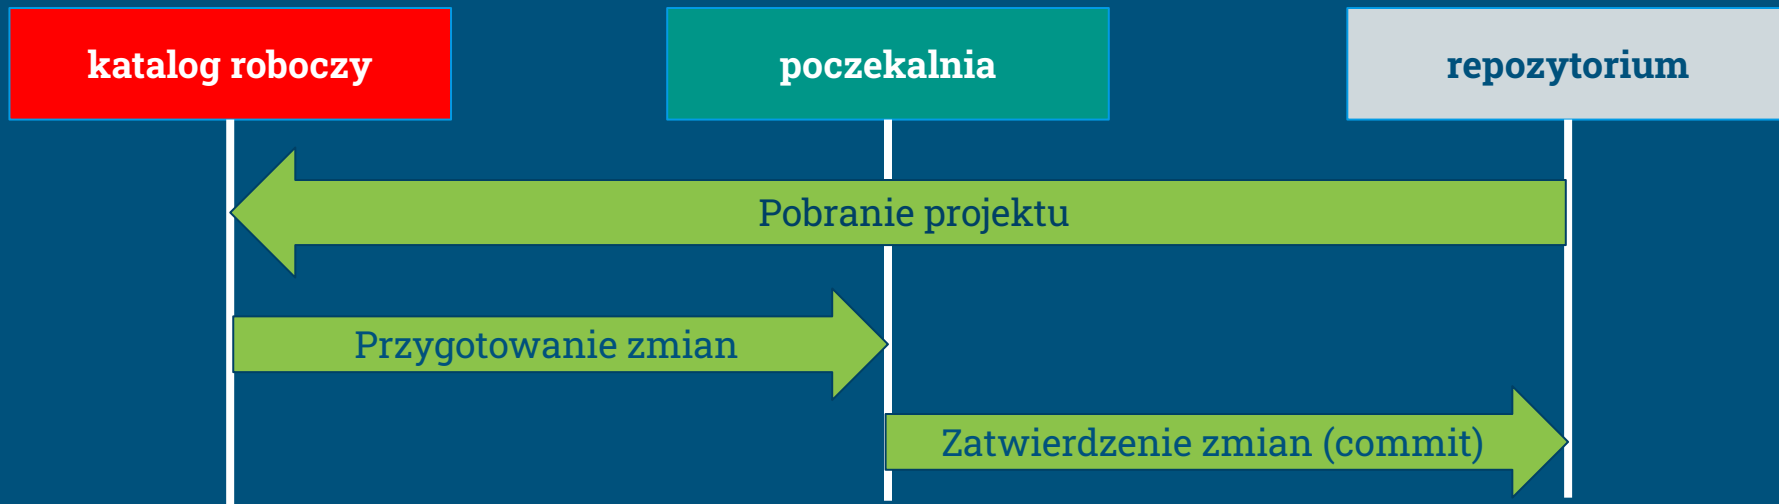 katalog roboczy
poczekalnia
repozytorium
Pobranie projektu
Przygotowanie zmian
Zatwierdzenie zmian (commit)